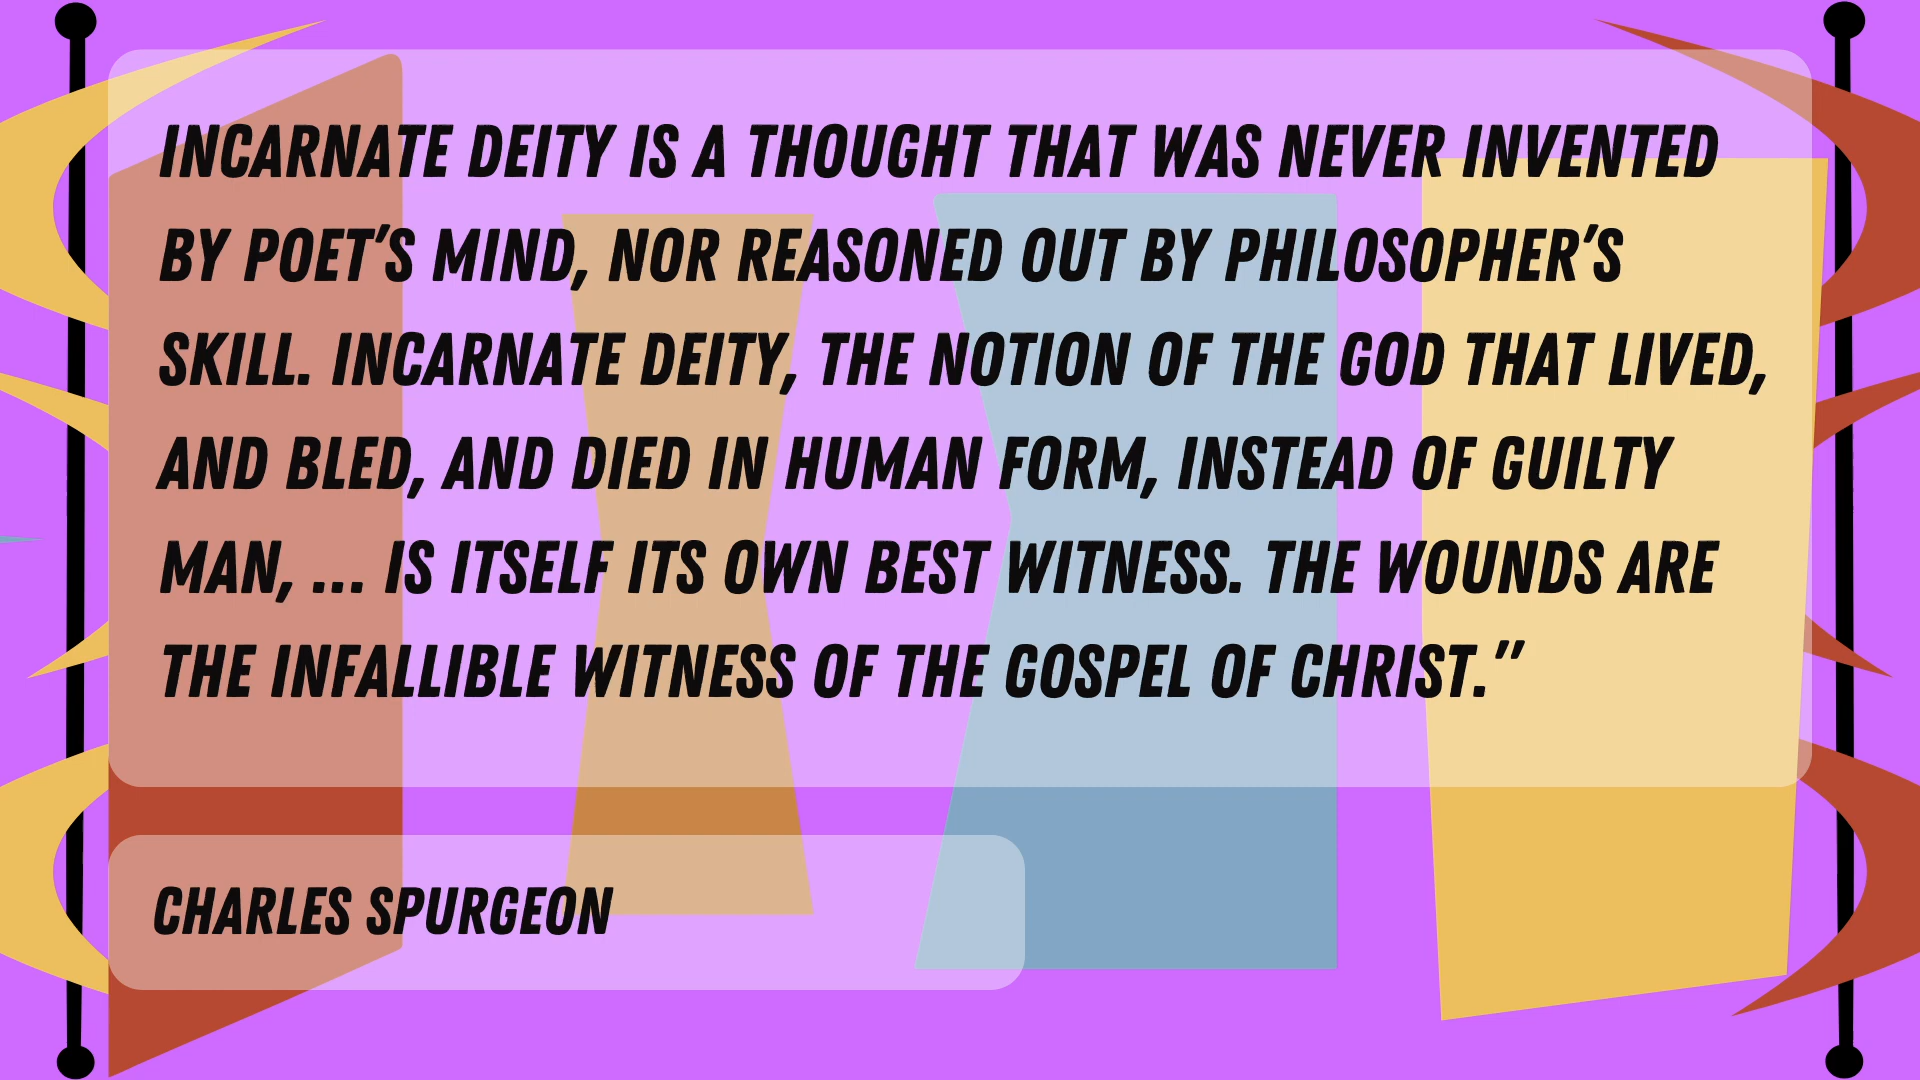 INCARNATE DEITY IS A THOUGHT THAT WAS NEVER INVENTED
BY POET'S MIND, NOR REASONED OUT BY PHILOSOPHER'S
SKILL. INCARNATE DEITY, THE NOTION OF THE GOD THAT LIVED,
AND BLED, AND DIED IN HUMAN FORM, INSTEAD OF GUILTY
MAN, ... IS ITSELF ITS OWN BEST WITNESS. THE WOUNDS ARE
THE INFALLIBLE WITNESS OF THE GOSPEL OF CHRIST."
CHARLES SPURGEON